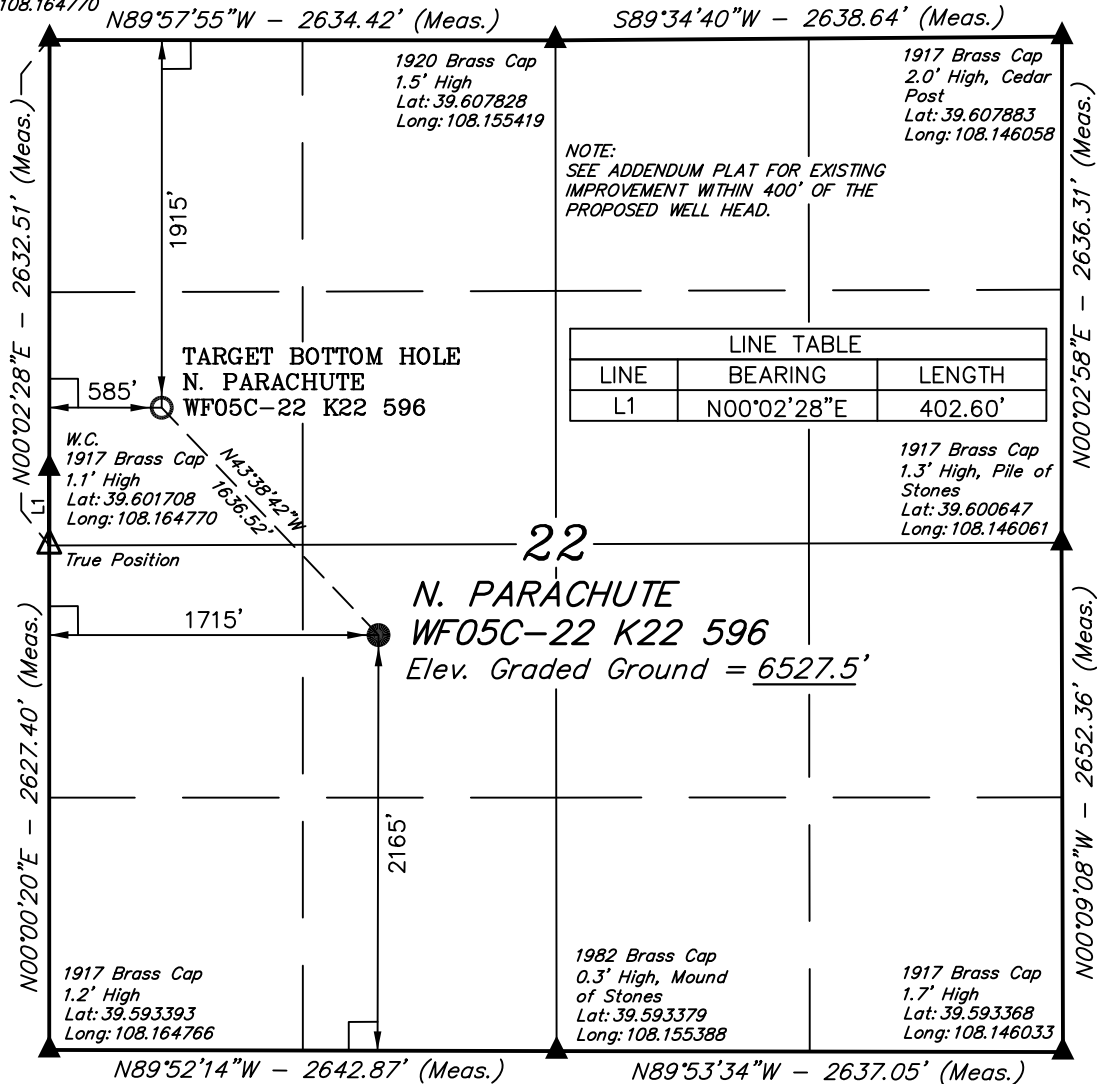 108.164770
N89°57'55"W - 2634.42' (Meas.)
S89°34'40"W - 2638.64' (Meas.)
1920 Brass Cap
1.5' High
Lat: 39.607828
Long: 108.155419
1917 Brass Cap
2.0' High, Cedar
Post
Lat: 39.607883
Long: 108.146058
NOTE:
SEE ADDENDUM PLAT FOR EXISTING
IMPROVEMENT WITHIN 400' OF THE
PROPOSED WELL HEAD.
N00°02'28"E - 2632.51' (Meas.)
1915'
N00°02'58"E - 2636.31' (Meas.)
TARGET BOTTOM HOLE
N. PARACHUTE
WF05C-22 K22 596
585'
LINE TABLE
LINE BEARING LENGTH
L1 N00°02'28"E 402.60'
W.C.
1917 Brass Cap
1.1' High
Lat: 39.601708
Long: 108.164770
L1
N43°38'42"W
1636.52'
1917 Brass Cap
1.3' High, Pile of
Stones
Lat: 39.600647
Long: 108.146061
22
True Position
N. PARACHUTE
WF05C-22 K22 596
Elev. Graded Ground = 6527.5'
1715'
2165'
N00°00'20"E - 2627.40' (Meas.)
N00°09'08"W - 2652.36' (Meas.)
1917 Brass Cap
1.2' High
Lat: 39.593393
Long: 108.164766
1982 Brass Cap
0.3' High, Mound
of Stones
Lat: 39.593379
Long: 108.155388
1917 Brass Cap
1.7' High
Lat: 39.593368
Long: 108.146033
N89°52'14"W - 2642.87' (Meas.)
N89°53'34"W - 2637.05' (Meas.)